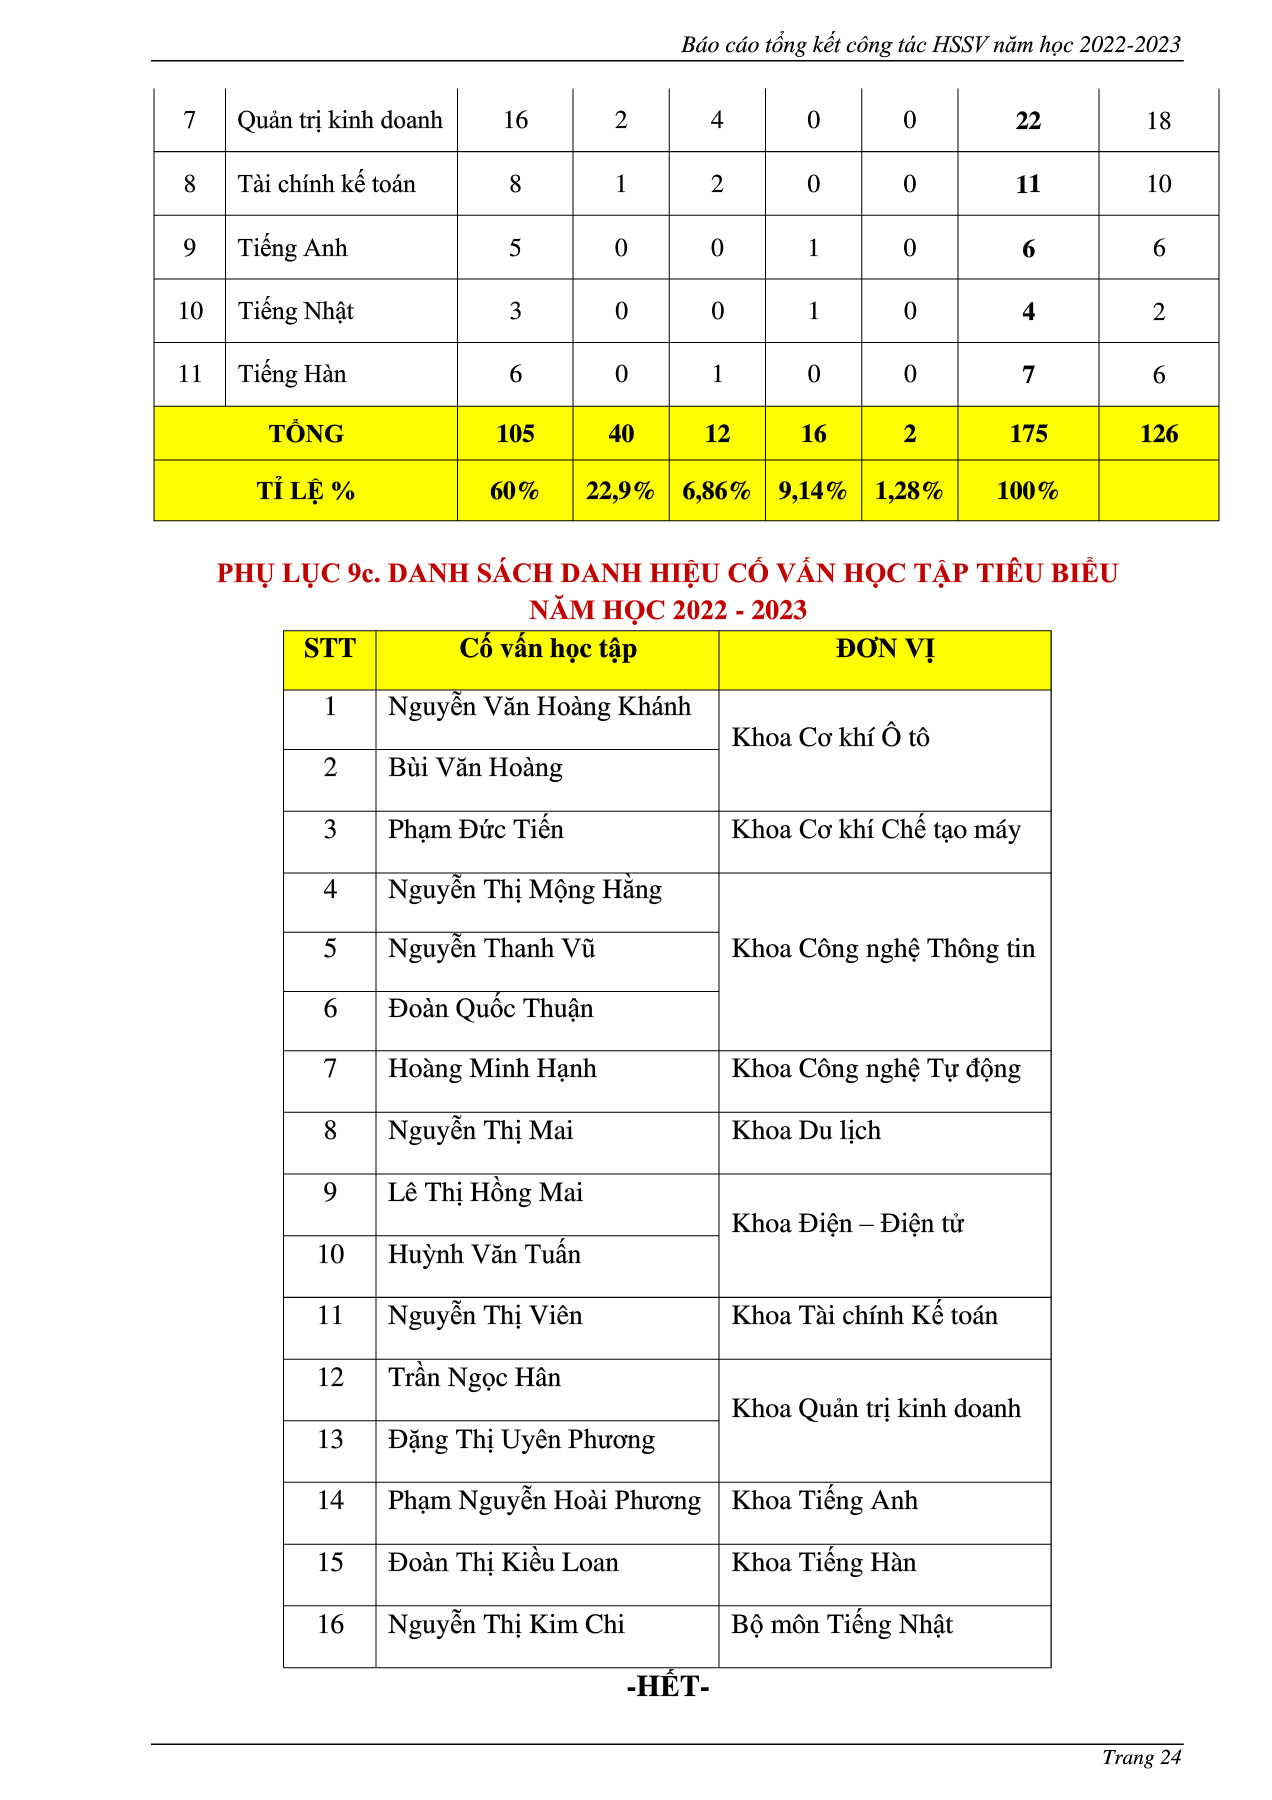 Báo cáo tổng kết công tác HSSV năm học 2022-2023
7 Quản trị kinh doanh 16 2 4 0 0 22 18
8 Tài chính kế toán 8 1 2 0 0 11 10
9 Tiếng Anh 5 0 0 1 0 6 6
10 Tiếng Nhật 3 0 0 1 0 4 2
11 Tiếng Hàn 6 0 1 0 0 7 6
TỔNG 105 40 12 16 2 175 126
TỈ LỆ % 60% 22,9% 6,86% 9,14% 1,28% 100%
PHỤ LỤC 9c. DANH SÁCH DANH HIỆU CỐ VẤN HỌC TẬP TIÊU BIỂU
NĂM HỌC 2022 - 2023
STT Cố vấn học tập ĐƠN VỊ
1 Nguyễn Văn Hoàng Khánh
Khoa Cơ khí Ô tô
2 Bùi Văn Hoàng
3 Phạm Đức Tiến Khoa Cơ khí Chế tạo máy
4 Nguyễn Thị Mộng Hằng
5 Nguyễn Thanh Vũ Khoa Công nghệ Thông tin
6 Đoàn Quốc Thuận
7 Hoàng Minh Hạnh Khoa Công nghệ Tự động
8 Nguyễn Thị Mai Khoa Du lịch
9 Lê Thị Hồng Mai
Khoa Điện – Điện tử
10 Huỳnh Văn Tuấn
11 Nguyễn Thị Viên Khoa Tài chính Kế toán
12 Trần Ngọc Hân
Khoa Quản trị kinh doanh
13 Đặng Thị Uyên Phương
14 Phạm Nguyễn Hoài Phương Khoa Tiếng Anh
15 Đoàn Thị Kiều Loan Khoa Tiếng Hàn
16 Nguyễn Thị Kim Chi Bộ môn Tiếng Nhật
-HẾT-
Trang 24